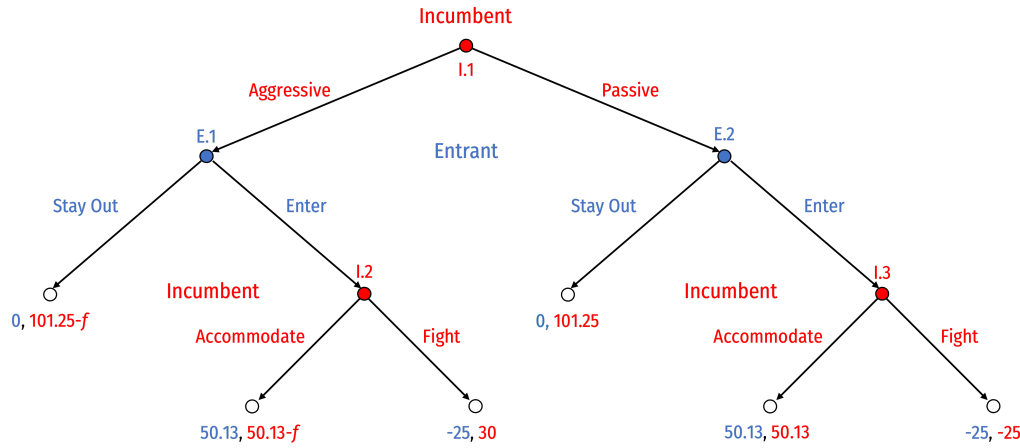 Incumbent
I.1
Aggressive
Passive
E.1
E.2
Entrant
Stay Out
Enter
Stay Out
Enter
I.2
I.3
Incumbent
Incumbent
0, 101.25-f
0, 101.25
Accommodate
Fight
Accommodate
Fight
50.13, 50.13-f
-25, 30
50.13, 50.13
-25, -25